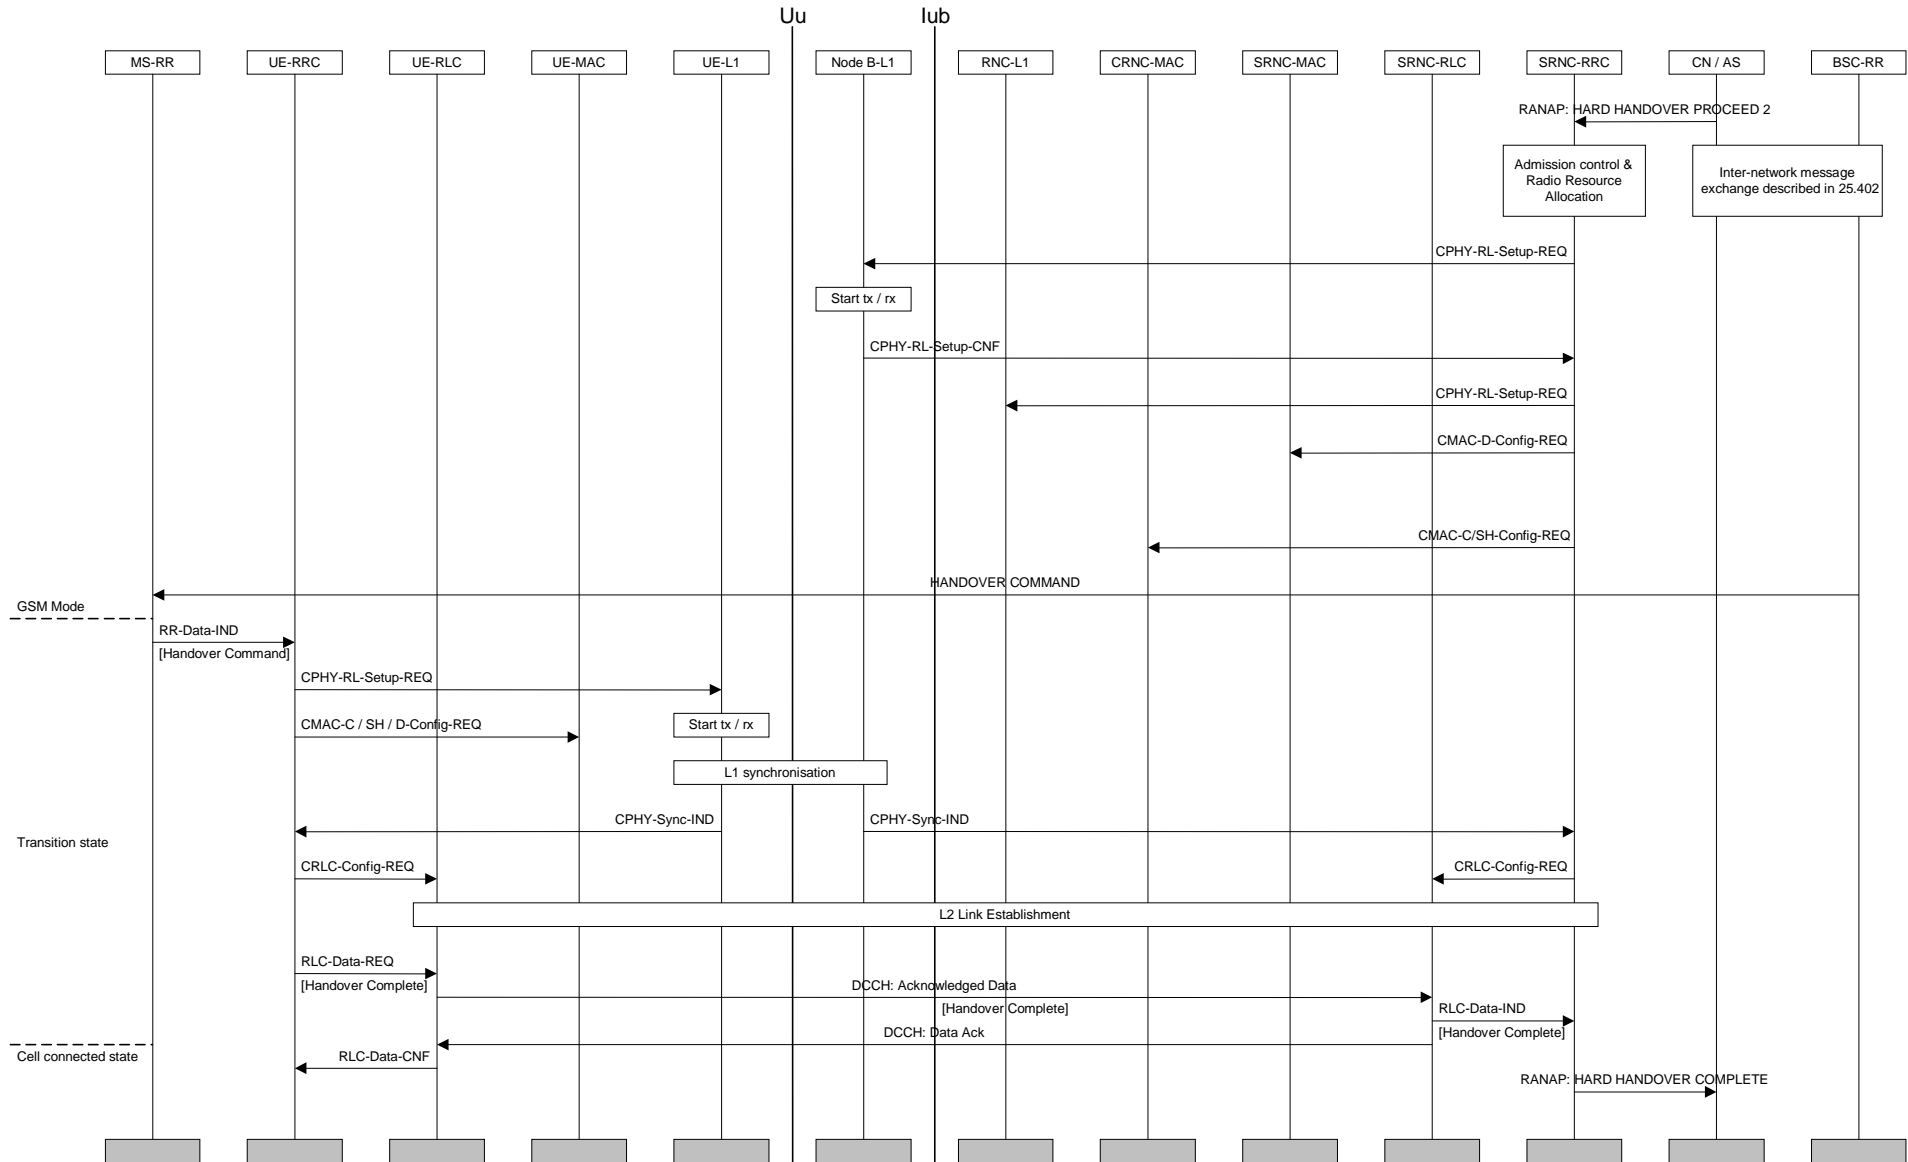 Uu
Iub
MS-RR
UE-RRC
UE-RLC
UE-MAC
UE-L1
Node B-L1
RNC-L1
CRNC-MAC
SRNC-MAC
SRNC-RLC
SRNC-RRC
CN / AS
BSC-RR
RANAP: HARD HANDOVER PROCEED 2
Admission control &
Radio Resource
Allocation
Inter-network message
exchange described in 25.402
CPHY-RL-Setup-REQ
Start tx / rx
CPHY-RL-Setup-CNF
CPHY-RL-Setup-REQ
CMAC-D-Config-REQ
CMAC-C/SH-Config-REQ
HANDOVER COMMAND
GSM Mode
RR-Data-IND
[Handover Command]
CPHY-RL-Setup-REQ
CMAC-C / SH / D-Config-REQ
Start tx / rx
L1 synchronisation
CPHY-Sync-IND
CPHY-Sync-IND
Transition state
CRLC-Config-REQ
CRLC-Config-REQ
L2 Link Establishment
RLC-Data-REQ
[Handover Complete]
DCCH: Acknowledged Data
[Handover Complete]
RLC-Data-IND
[Handover Complete]
DCCH: Data Ack
Cell connected state
RLC-Data-CNF
RANAP: HARD HANDOVER COMPLETE